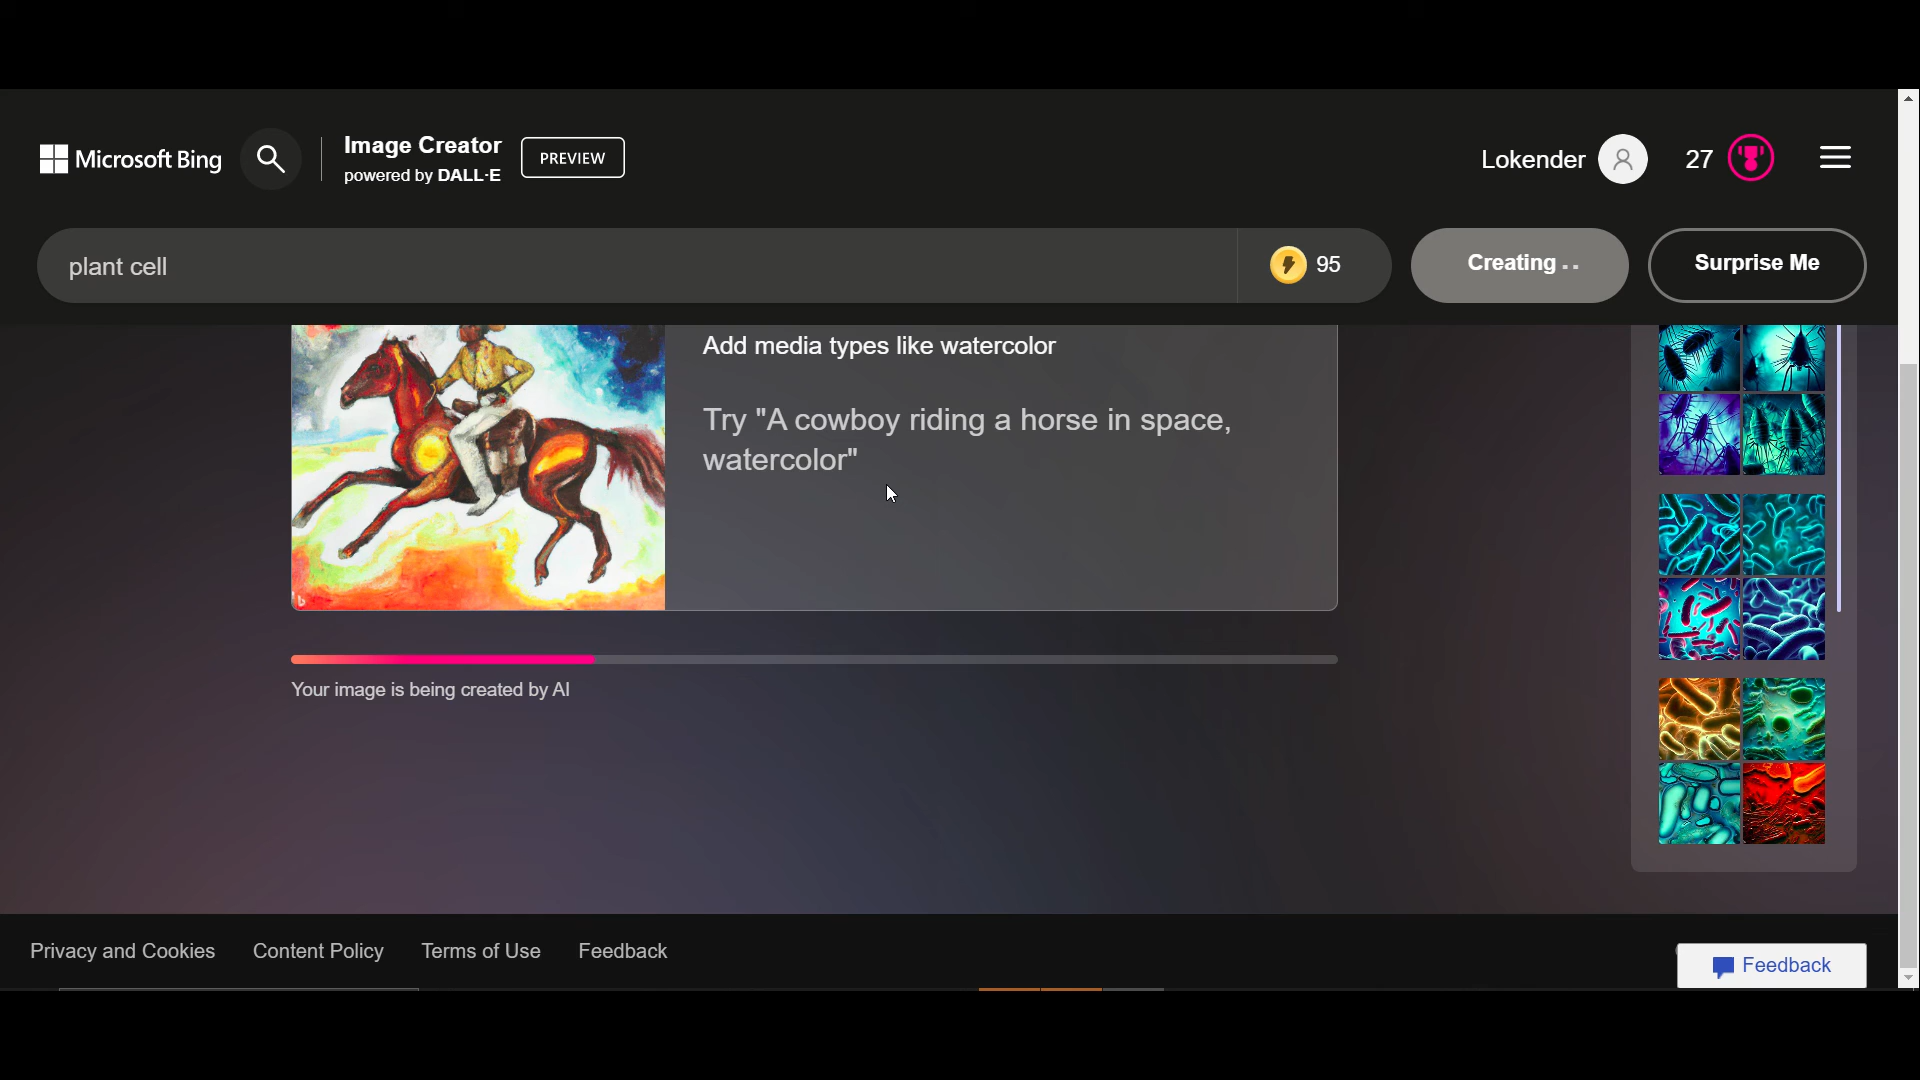 Microsoft Bing
Image Creator
powered by DALL·E
PREVIEW
Lokender
27
plant cell
95
Creating . .
Surprise Me
Add media types like watercolor
Try "A cowboy riding a horse in space,
watercolor"
b
Your image is being created by AI
Privacy and Cookies
Content Policy
Terms of Use
Feedback
Feedback